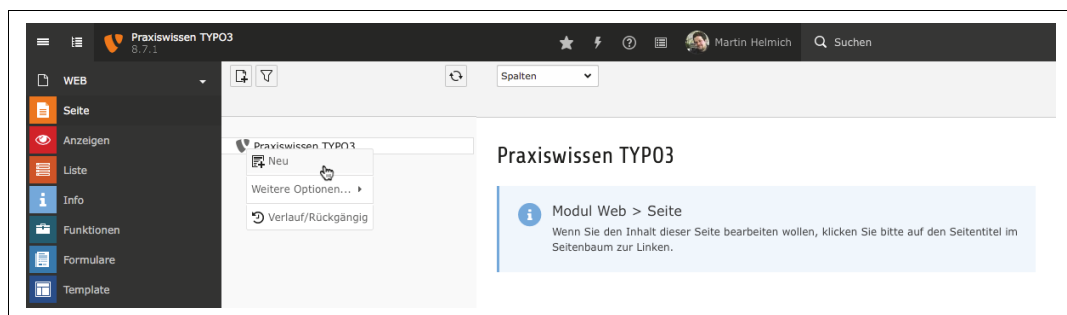 Praxiswissen TYPO3
8.7.1
Martin Helmich
Suchen
WEB
Seite
Anzeigen
Liste
Info
Funktionen
Formulare
Template
Praxiswissen TYPO3
Neu
Weitere Optionen...
Verlauf/Rückgängig
Spalten
Praxiswissen TYPO3
Modul Web > Seite
Wenn Sie den Inhalt dieser Seite bearbeiten wollen, klicken Sie bitte auf den Seitentitel im
Seitenbaum zur Linken.